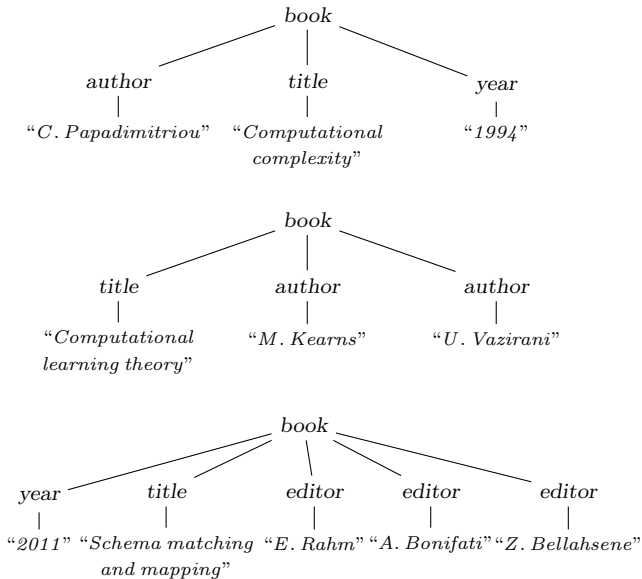 book
author title year
“C. Papadimitriou” “Computational “1994”
complexity”
book
title author author
“Computational “M. Kearns” “U. Vazirani”
learning theory”
book
year title editor editor editor
“2011” “Schema matching “E. Rahm” “A. Bonifati” “Z. Bellahsene”
and mapping”